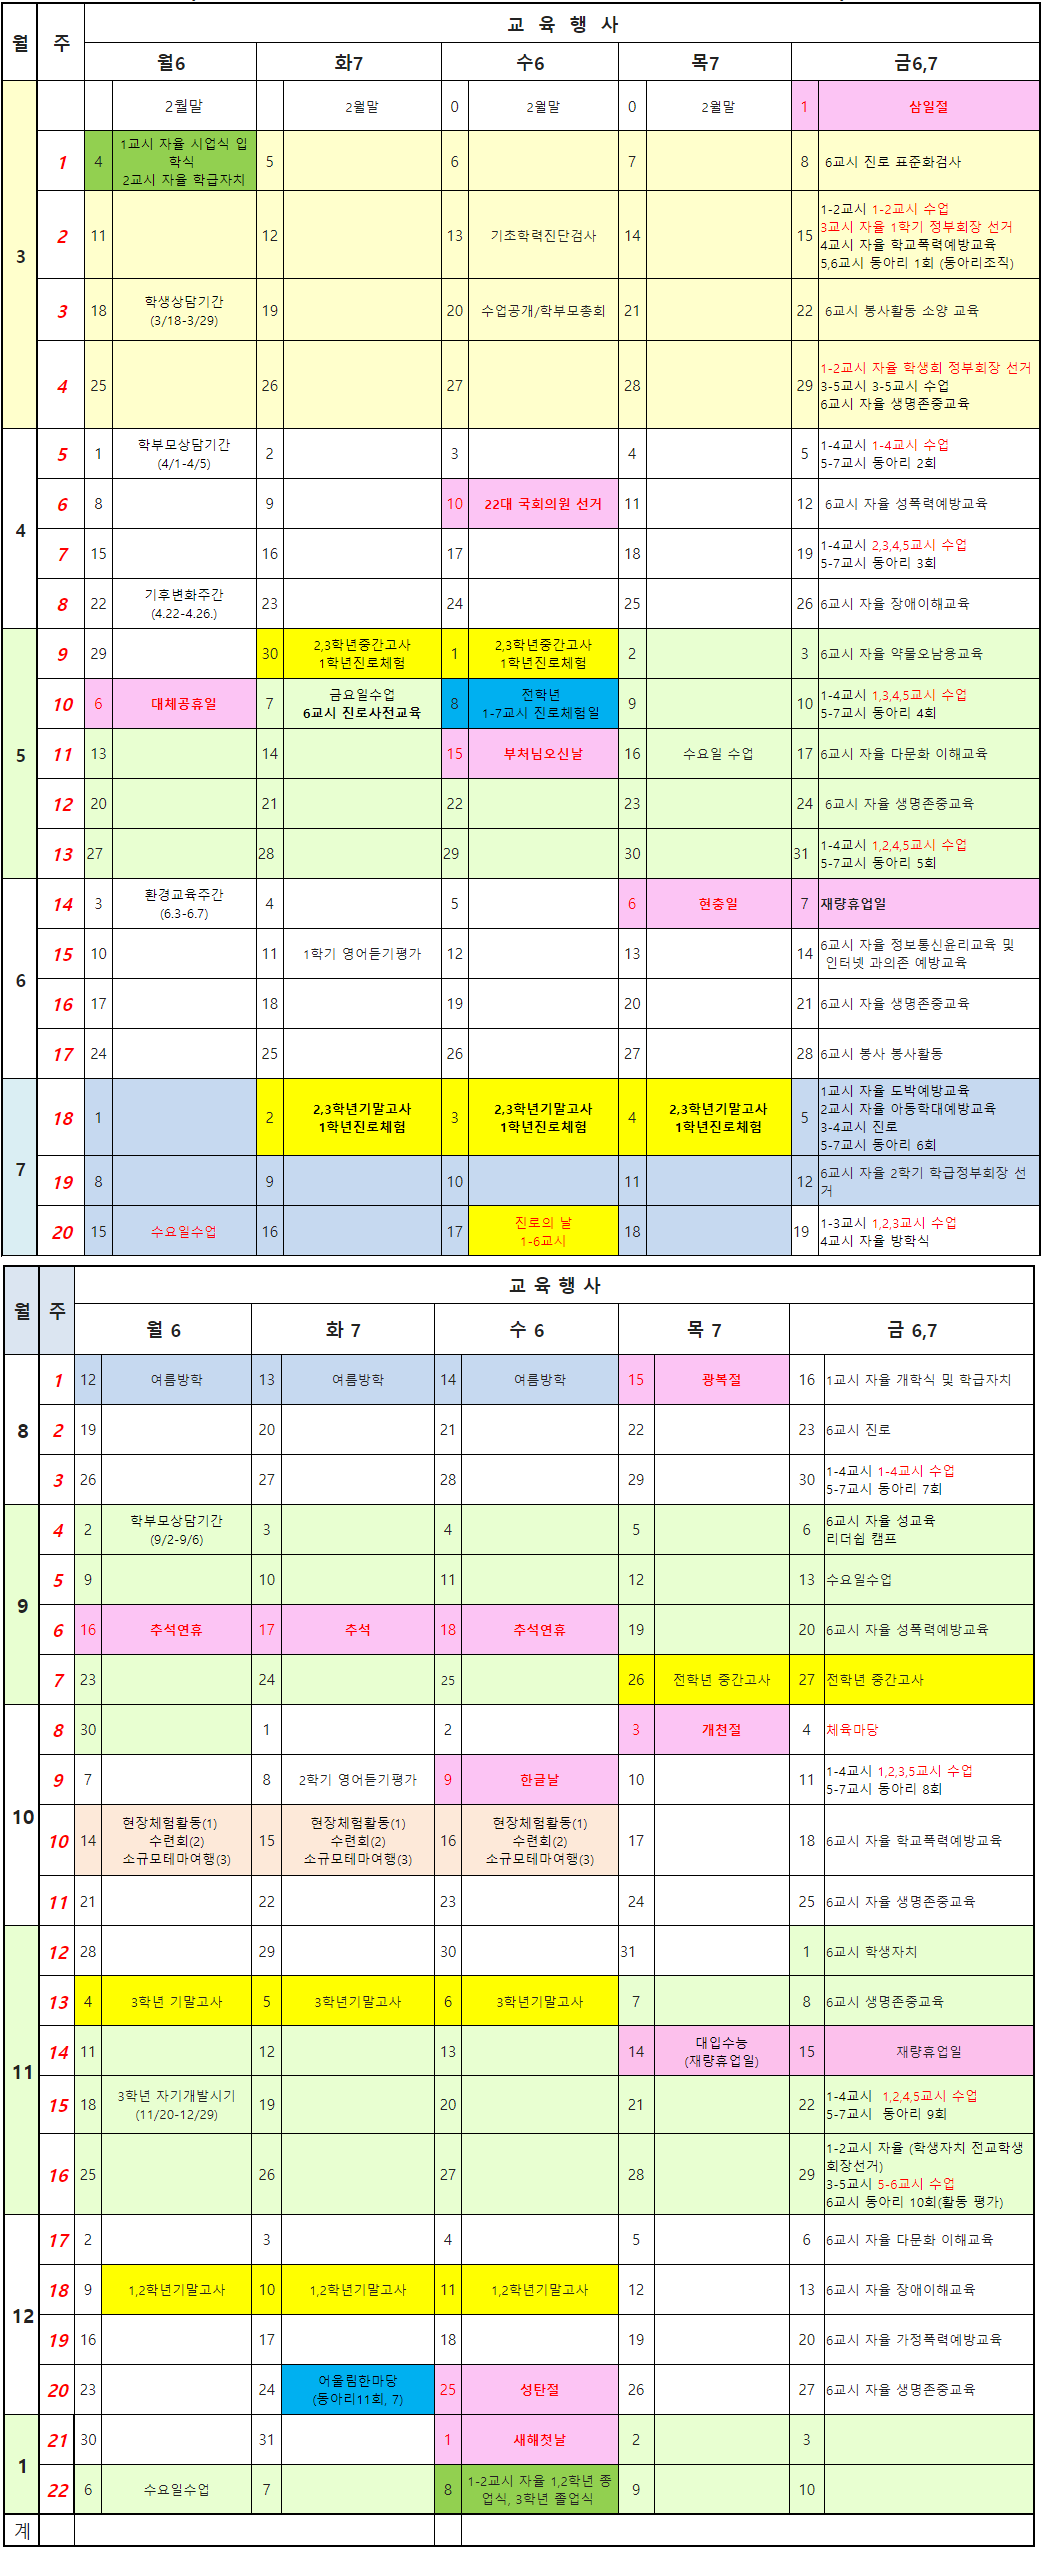 월 주 교 육 행 사
월6 화7 수6 목7 금6,7
3
2월말 2월말 0 2월말 0 2월말 1 삼일절
1 4 1교시 자율 시업식 입
학식
2교시 자율 학급자치 5 6 7 8 6교시 진로 표준화검사
2 11 12 13 기초학력진단검사 14 15 1-2교시 1-2교시 수업
3교시 자율 1학기 정부회장 선거
4교시 자율 학교폭력예방교육
5,6교시 동아리 1회 (동아리조직)
3 18 학생상담기간
(3/18-3/29) 19 20 수업공개/학부모총회 21 22 6교시 봉사활동 소양 교육
4 25 26 27 28 29 1-2교시 자율 학생회 정부회장 선거
3-5교시 3-5교시 수업
6교시 자율 생명존중교육
4
5 1 학부모상담기간
(4/1-4/5) 2 3 4 5 1-4교시 1-4교시 수업
5-7교시 동아리 2회
6 8 9 10 22대 국회의원 선거 11 12 6교시 자율 성폭력예방교육
7 15 16 17 18 19 1-4교시 2,3,4,5교시 수업
5-7교시 동아리 3회
8 22 기후변화주간
(4.22-4.26.) 23 24 25 26 6교시 자율 장애이해교육
5
9 29 30 2,3학년중간고사
1학년진로체험 1 2,3학년중간고사
1학년진로체험 2 3 6교시 자율 약물오남용교육
10 6 대체공휴일 7 금요일수업
6교시 진로사전교육 8 전학년
1-7교시 진로체험일 9 10 1-4교시 1,3,4,5교시 수업
5-7교시 동아리 4회
11 13 14 15 부처님오신날 16 수요일 수업 17 6교시 자율 다문화 이해교육
12 20 21 22 23 24 6교시 자율 생명존중교육
13 27 28 29 30 31 1-4교시 1,2,4,5교시 수업
5-7교시 동아리 5회
6
14 3 환경교육주간
(6.3-6.7) 4 5 6 현충일 7 재량휴업일
15 10 11 1학기 영어듣기평가 12 13 14 6교시 자율 정보통신윤리교육 및
인터넷 과의존 예방교육
16 17 18 19 20 21 6교시 자율 생명존중교육
17 24 25 26 27 28 6교시 봉사 봉사활동
7
18 1 2 2,3학년기말고사
1학년진로체험 3 2,3학년기말고사
1학년진로체험 4 2,3학년기말고사
1학년진로체험 5 1교시 자율 도박예방교육
2교시 자율 아동학대예방교육
3-4교시 진로
5-7교시 동아리 6회
19 8 9 10 11 12 6교시 자율 2학기 학급정부회장 선
거
20 15 수요일수업 16 17 진로의 날
1-6교시 18 19 1-3교시 1,2,3교시 수업
4교시 자율 방학식
월 주 교 육 행 사
월 6 화 7 수 6 목 7 금 6,7
8
1 12 여름방학 13 여름방학 14 여름방학 15 광복절 16 1교시 자율 개학식 및 학급자치
2 19 20 21 22 23 6교시 진로
3 26 27 28 29 30 1-4교시 1-4교시 수업
5-7교시 동아리 7회
9
4 2 학부모상담기간
(9/2-9/6) 3 4 5 6 6교시 자율 성교육
리더쉽 캠프
5 9 10 11 12 13 수요일수업
6 16 추석연휴 17 추석 18 추석연휴 19 20 6교시 자율 성폭력예방교육
7 23 24 25 26 전학년 중간고사 27 전학년 중간고사
10
8 30 1 2 3 개천절 4 체육마당
9 7 8 2학기 영어듣기평가 9 한글날 10 11 1-4교시 1,2,3,5교시 수업
5-7교시 동아리 8회
10 14 현장체험활동(1)
수련회(2)
소규모테마여행(3) 15 현장체험활동(1)
수련회(2)
소규모테마여행(3) 16 현장체험활동(1)
수련회(2)
소규모테마여행(3) 17 18 6교시 자율 학교폭력예방교육
11 21 22 23 24 25 6교시 자율 생명존중교육
11
12 28 29 30 31 1 6교시 학생자치
13 4 3학년 기말고사 5 3학년기말고사 6 3학년기말고사 7 8 6교시 생명존중교육
14 11 12 13 14 대입수능
(재량휴업일) 15 재량휴업일
15 18 3학년 자기개발시기
(11/20-12/29) 19 20 21 22 1-4교시 1,2,4,5교시 수업
5-7교시 동아리 9회
16 25 26 27 28 29 1-2교시 자율 (학생자치 전교학생
회장선거)
3-5교시 5-6교시 수업
6교시 동아리 10회(활동 평가)
12
17 2 3 4 5 6 6교시 자율 다문화 이해교육
18 9 1,2학년기말고사 10 1,2학년기말고사 11 1,2학년기말고사 12 13 6교시 자율 장애이해교육
19 16 17 18 19 20 6교시 자율 가정폭력예방교육
20 23 24 어울림한마당
(동아리11회, 7) 25 성탄절 26 27 6교시 자율 생명존중교육
1
21 30 31 1 새해첫날 2 3
22 6 수요일수업 7 8 1-2교시 자율 1,2학년 종
업식, 3학년 졸업식 9 10
계